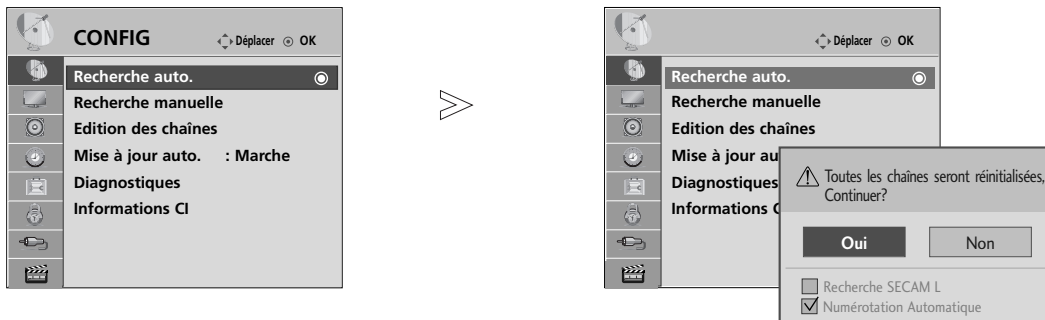 CONFIG Déplacer OK
Recherche auto.
Recherche manuelle
Edition des chaînes
Mise à jour auto. : Marche
Diagnostiques
Informations CI
Déplacer OK
Recherche auto.
Recherche manuelle
Edition des chaînes
Mise à jour au
Diagnostiques
Informations C
Toutes les chaînes seront réinitialisées,
Continuer?
Oui Non
Recherche SECAM L
Numérotation Automatique